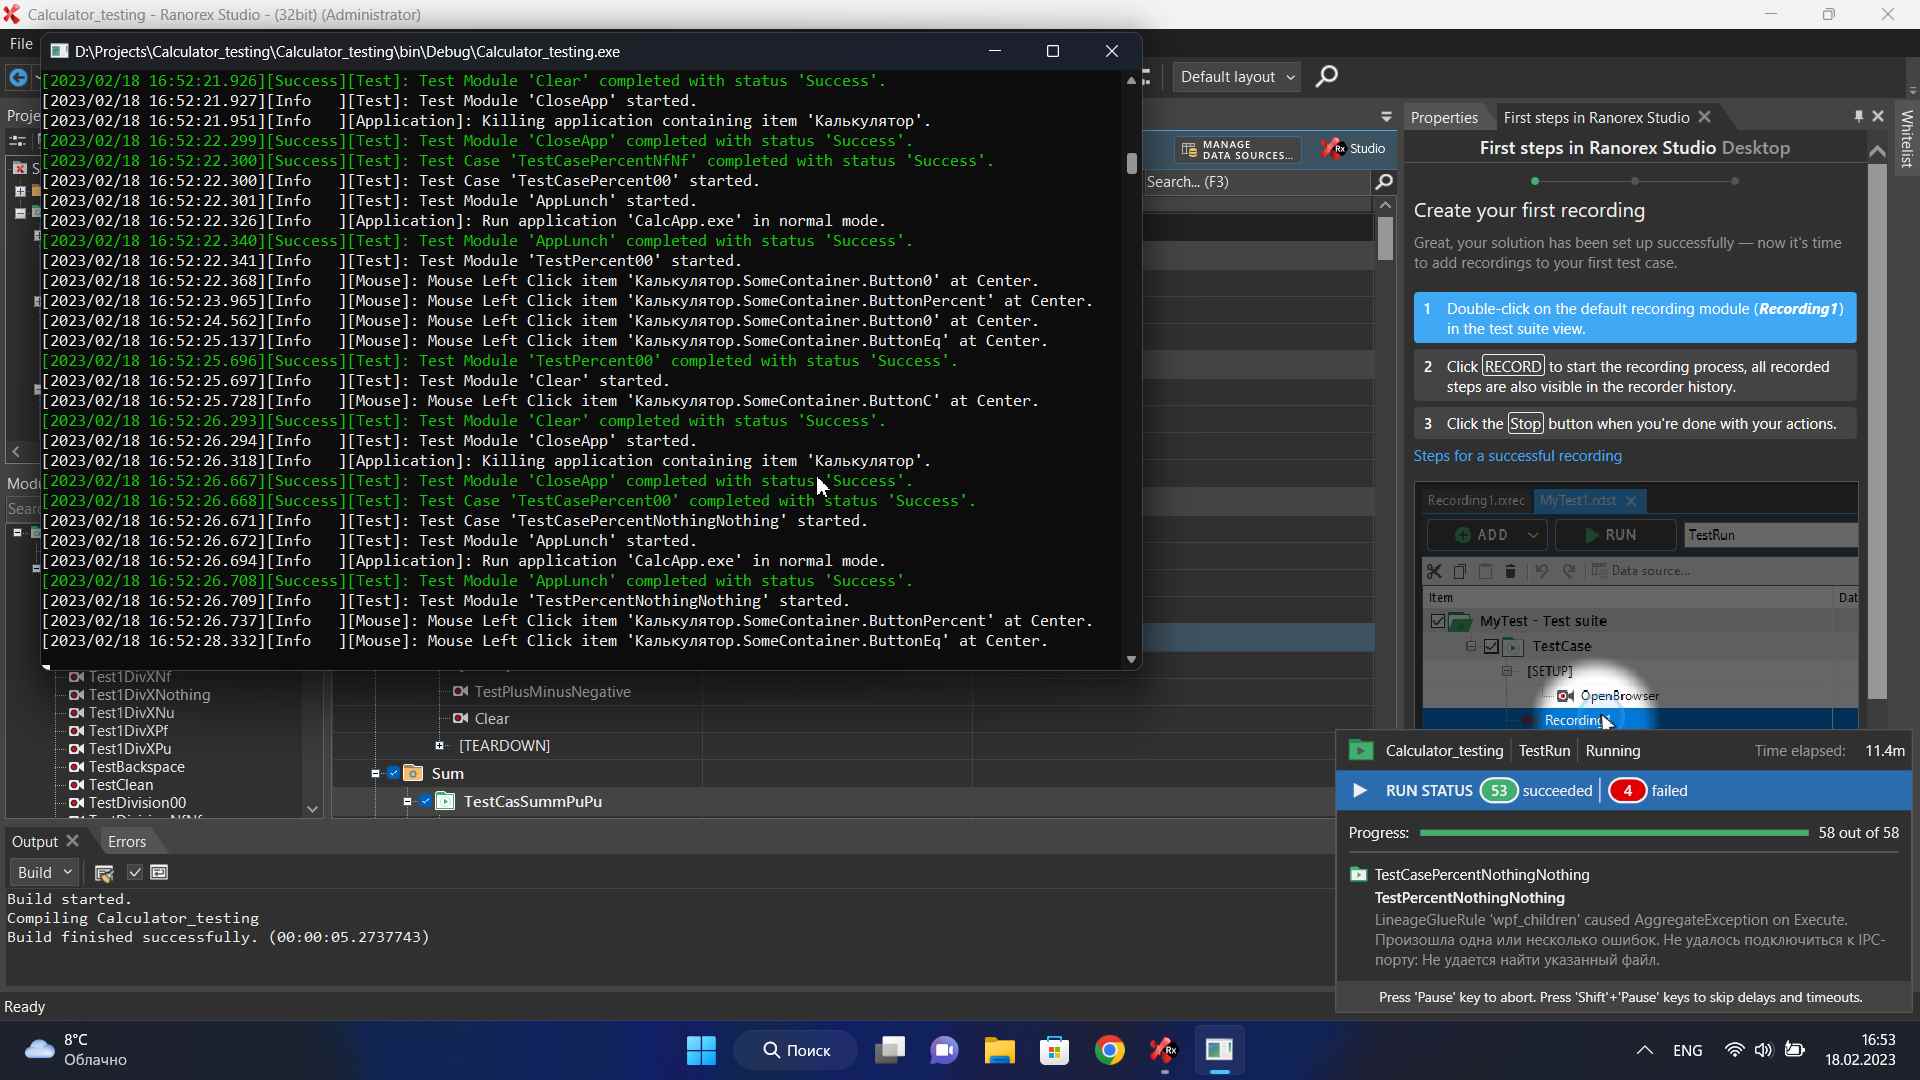 Calculator_testing - Ranorex Studio - (32bit) (Administrator)
File
D:\Projects\Calculator_testing\Calculator_testing\bin\Debug\Calculator_testing.exe
[2023/02/18 16:52:21.926][Success][Test]: Test Module 'Clear' completed with status 'Success'.
[2023/02/18 16:52:21.927][Info   ][Test]: Test Module 'CloseApp' started.
[2023/02/18 16:52:21.951][Info   ][Application]: Killing application containing item 'Калькулятор'.
[2023/02/18 16:52:22.299][Success][Test]: Test Module 'CloseApp' completed with status 'Success'.
[2023/02/18 16:52:22.300][Success][Test]: Test Case 'TestCasePercentNfNf' completed with status 'Success'.
[2023/02/18 16:52:22.300][Info   ][Test]: Test Case 'TestCasePercent00' started.
[2023/02/18 16:52:22.301][Info   ][Test]: Test Module 'AppLunch' started.
[2023/02/18 16:52:22.326][Info   ][Application]: Run application 'CalcApp.exe' in normal mode.
[2023/02/18 16:52:22.340][Success][Test]: Test Module 'AppLunch' completed with status 'Success'.
[2023/02/18 16:52:22.341][Info   ][Test]: Test Module 'TestPercent00' started.
[2023/02/18 16:52:22.368][Info   ][Mouse]: Mouse Left Click item 'Калькулятор.SomeContainer.Button0' at Center.
[2023/02/18 16:52:23.965][Info   ][Mouse]: Mouse Left Click item 'Калькулятор.SomeContainer.ButtonPercent' at Center.
[2023/02/18 16:52:24.562][Info   ][Mouse]: Mouse Left Click item 'Калькулятор.SomeContainer.Button0' at Center.
[2023/02/18 16:52:25.137][Info   ][Mouse]: Mouse Left Click item 'Калькулятор.SomeContainer.ButtonEq' at Center.
[2023/02/18 16:52:25.696][Success][Test]: Test Module 'TestPercent00' completed with status 'Success'.
[2023/02/18 16:52:25.697][Info   ][Test]: Test Module 'Clear' started.
[2023/02/18 16:52:25.728][Info   ][Mouse]: Mouse Left Click item 'Калькулятор.SomeContainer.ButtonC' at Center.
[2023/02/18 16:52:26.293][Success][Test]: Test Module 'Clear' completed with status 'Success'.
[2023/02/18 16:52:26.294][Info   ][Test]: Test Module 'CloseApp' started.
[2023/02/18 16:52:26.318][Info   ][Application]: Killing application containing item 'Калькулятор'.
[2023/02/18 16:52:26.667][Success][Test]: Test Module 'CloseApp' completed with status 'Success'.
[2023/02/18 16:52:26.668][Success][Test]: Test Case 'TestCasePercent00' completed with status 'Success'.
[2023/02/18 16:52:26.671][Info   ][Test]: Test Case 'TestCasePercentNothingNothing' started.
[2023/02/18 16:52:26.672][Info   ][Test]: Test Module 'AppLunch' started.
[2023/02/18 16:52:26.694][Info   ][Application]: Run application 'CalcApp.exe' in normal mode.
[2023/02/18 16:52:26.708][Success][Test]: Test Module 'AppLunch' completed with status 'Success'.
[2023/02/18 16:52:26.709][Info   ][Test]: Test Module 'TestPercentNothingNothing' started.
[2023/02/18 16:52:26.737][Info   ][Mouse]: Mouse Left Click item 'Калькулятор.SomeContainer.ButtonPercent' at Center.
[2023/02/18 16:52:28.332][Info   ][Mouse]: Mouse Left Click item 'Калькулятор.SomeContainer.ButtonEq' at Center.
Default layout
MANAGE
DATA SOURCES...
Studio
Search... (F3)
Properties
First steps in Ranorex Studio
Whitelist
First steps in Ranorex Studio Desktop
Create your first recording
Great, your solution has been set up successfully — now it's time
to add recordings to your first test case.
1 Double-click on the default recording module (Recording1)
in the test suite view.
2 Click RECORD to start the recording process, all recorded
steps are also visible in the recorder history.
3 Click the Stop button when you're done with your actions.
Steps for a successful recording
Recording1.rxrec MyTest1.rxtst
ADD RUN TestRun
Data source...
Item Dat
MyTest - Test suite
TestCase
[SETUP]
OpenBrowser
Recording1
Test1DivXNf
Test1DivXNothing
Test1DivXNu
Test1DivXPf
Test1DivXPu
TestBackspace
TestClean
TestDivision00
TestPlusMinusNegative
Clear
[TEARDOWN]
Sum
TestCasSummPuPu
Output
Errors
Build
Build started.
Compiling Calculator_testing
Build finished successfully. (00:00:05.2737743)
Ready
Calculator_testing TestRun Running Time elapsed: 11.4m
RUN STATUS 53 succeeded 4 failed
Progress: 58 out of 58
TestCasePercentNothingNothing
TestPercentNothingNothing
LineageGlueRule 'wpf_children' caused AggregateException on Execute.
Произошла одна или несколько ошибок. Не удалось подключиться к IPC-
порту: Не удается найти указанный файл.
Press 'Pause' key to abort. Press 'Shift'+'Pause' keys to skip delays and timeouts.
8°C
Облачно
Поиск
ENG
16:53
18.02.2023